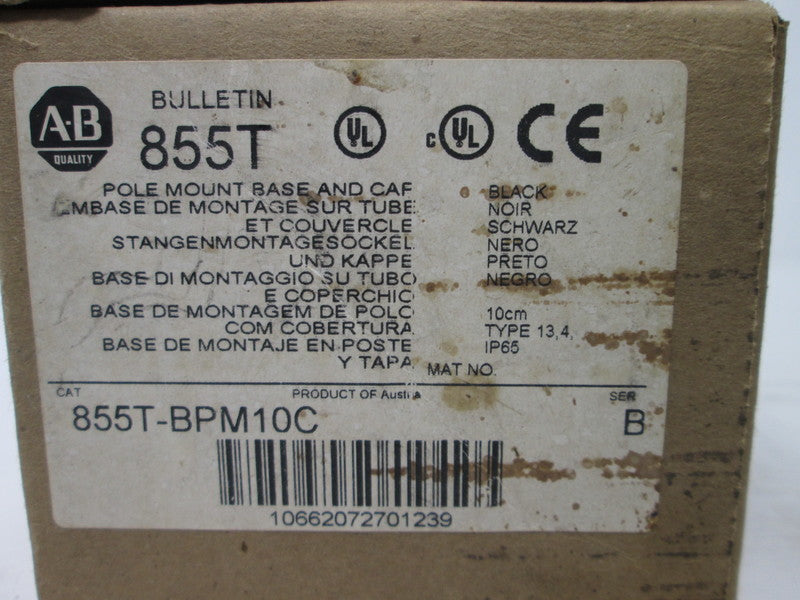 A-B
QUALITY
BULLETIN
855T
UL
c UL
CE
POLE MOUNT BASE AND CAP BLACK
EMBASE DE MONTAGE SUR TUBE NOIR
ET COUVERCLE SCHWARZ
STANGENMONTAGESOCKEL NERO
UND KAPPE PRETO
BASE DI MONTAGGIO SU TUBO NEGRO
E COPERCHIO
BASE DE MONTAGEM DE POLO 10cm
COM COBERTURA TYPE 13,4,
BASE DE MONTAJE EN POSTE IP65
Y TAPA MAT NO.
CAT PRODUCT OF Austria SER
855T-BPM10C B
10662072701239